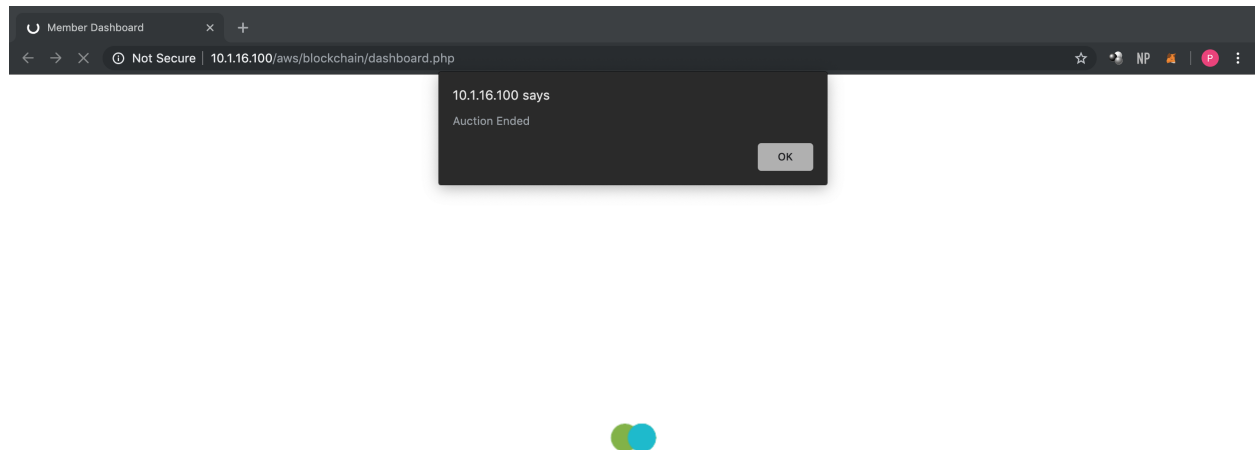 Member Dashboard
Not Secure | 10.1.16.100/aws/blockchain/dashboard.php
NP
P
10.1.16.100 says
Auction Ended
OK